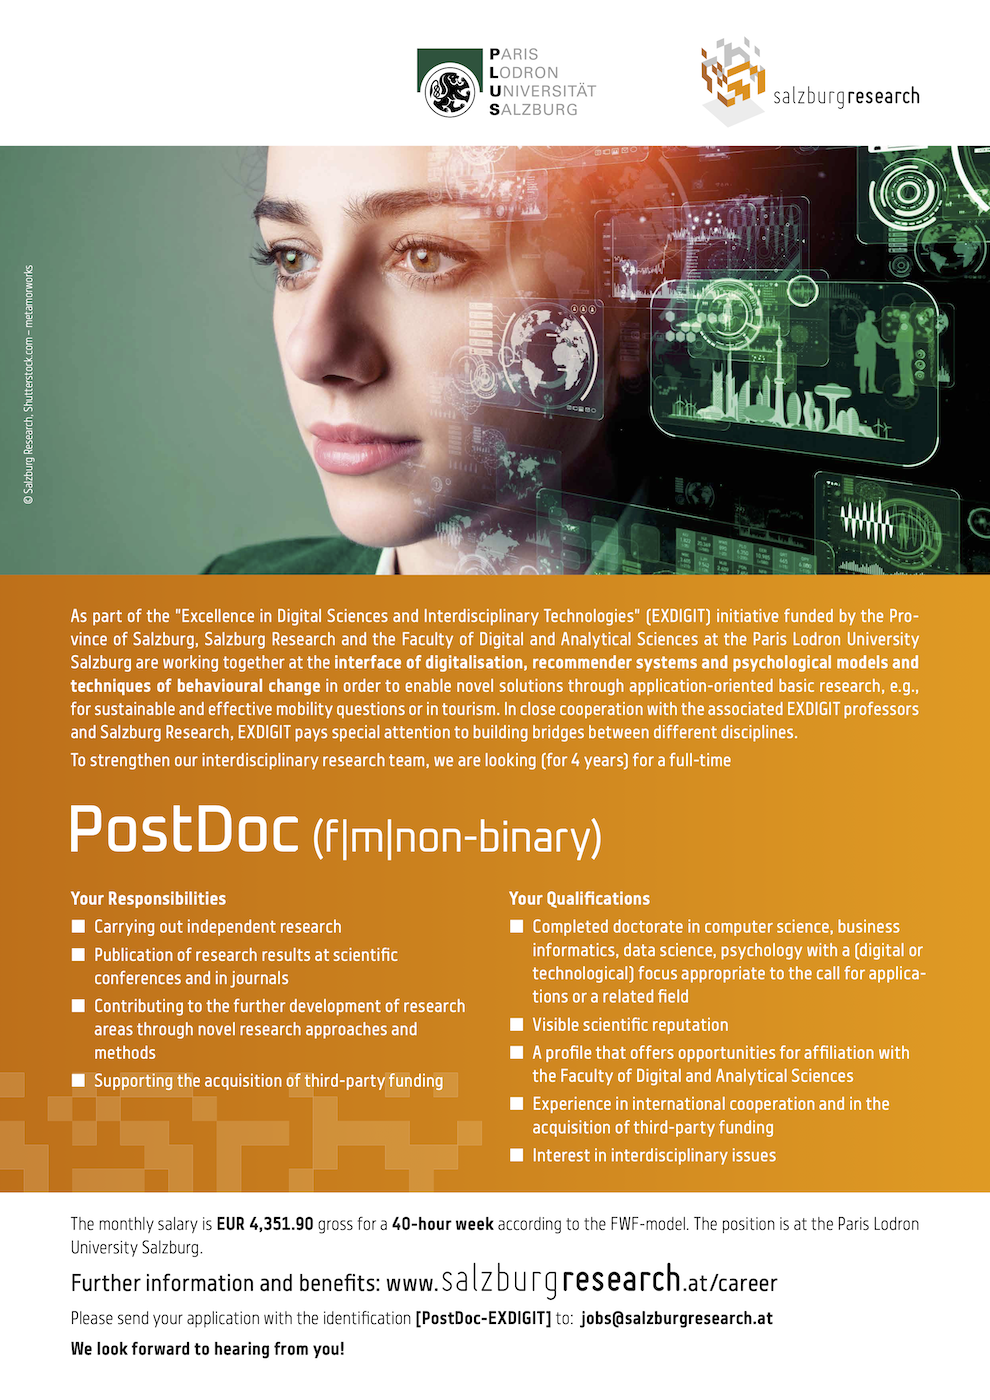 PARIS
LODRON
UNIVERSITÄT
SALZBURG
salzburgresearch
© Salzburg Research, Shutterstock.com – metamorworks
As part of the "Excellence in Digital Sciences and Interdisciplinary Technologies" (EXDIGIT) initiative funded by the Pro-
vince of Salzburg, Salzburg Research and the Faculty of Digital and Analytical Sciences at the Paris Lodron University
Salzburg are working together at the interface of digitalisation, recommender systems and psychological models and
techniques of behavioural change in order to enable novel solutions through application-oriented basic research, e.g.,
for sustainable and effective mobility questions or in tourism. In close cooperation with the associated EXDIGIT professors
and Salzburg Research, EXDIGIT pays special attention to building bridges between different disciplines.
To strengthen our interdisciplinary research team, we are looking (for 4 years) for a full-time
PostDoc (f|m|non-binary)
Your Responsibilities
Carrying out independent research
Publication of research results at scientific
conferences and in journals
Contributing to the further development of research
areas through novel research approaches and
methods
Supporting the acquisition of third-party funding
Your Qualifications
Completed doctorate in computer science, business
informatics, data science, psychology with a (digital or
technological) focus appropriate to the call for applica-
tions or a related field
Visible scientific reputation
A profile that offers opportunities for affiliation with
the Faculty of Digital and Analytical Sciences
Experience in international cooperation and in the
acquisition of third-party funding
Interest in interdisciplinary issues
The monthly salary is EUR 4,351.90 gross for a 40-hour week according to the FWF-model. The position is at the Paris Lodron
University Salzburg.
Further information and benefits: www.salzburgresearch.at/career
Please send your application with the identification [PostDoc-EXDIGIT] to: jobs@salzburgresearch.at
We look forward to hearing from you!